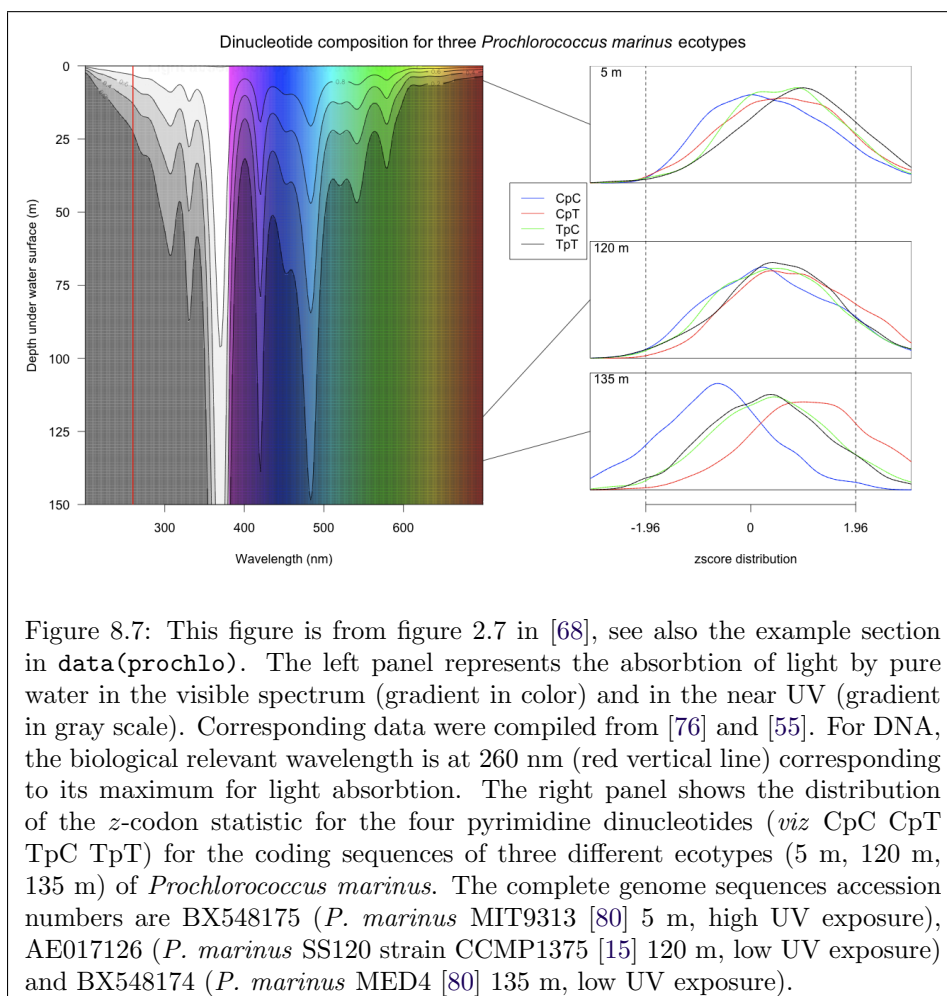 Dinucleotide composition for three Prochlorococcus marinus ecotypes
0
25
50
75
100
125
150
Depth under water surface (m)
300
400
500
600
Wavelength (nm)
0.6
0.6
5 m
CpC
CpT
TpC
TpT
120 m
135 m
-1.96
0
1.96
zscore distribution
Figure 8.7: This figure is from figure 2.7 in [68], see also the example section
in data(prochlo). The left panel represents the absorbtion of light by pure
water in the visible spectrum (gradient in color) and in the near UV (gradient
in gray scale). Corresponding data were compiled from [76] and [55]. For DNA,
the biological relevant wavelength is at 260 nm (red vertical line) corresponding
to its maximum for light absorbtion. The right panel shows the distribution
of the z-codon statistic for the four pyrimidine dinucleotides (viz CpC CpT
TpC TpT) for the coding sequences of three different ecotypes (5 m, 120 m,
135 m) of Prochlorococcus marinus. The complete genome sequences accession
numbers are BX548175 (P. marinus MIT9313 [80] 5 m, high UV exposure),
AE017126 (P. marinus SS120 strain CCMP1375 [15] 120 m, low UV exposure)
and BX548174 (P. marinus MED4 [80] 135 m, low UV exposure).